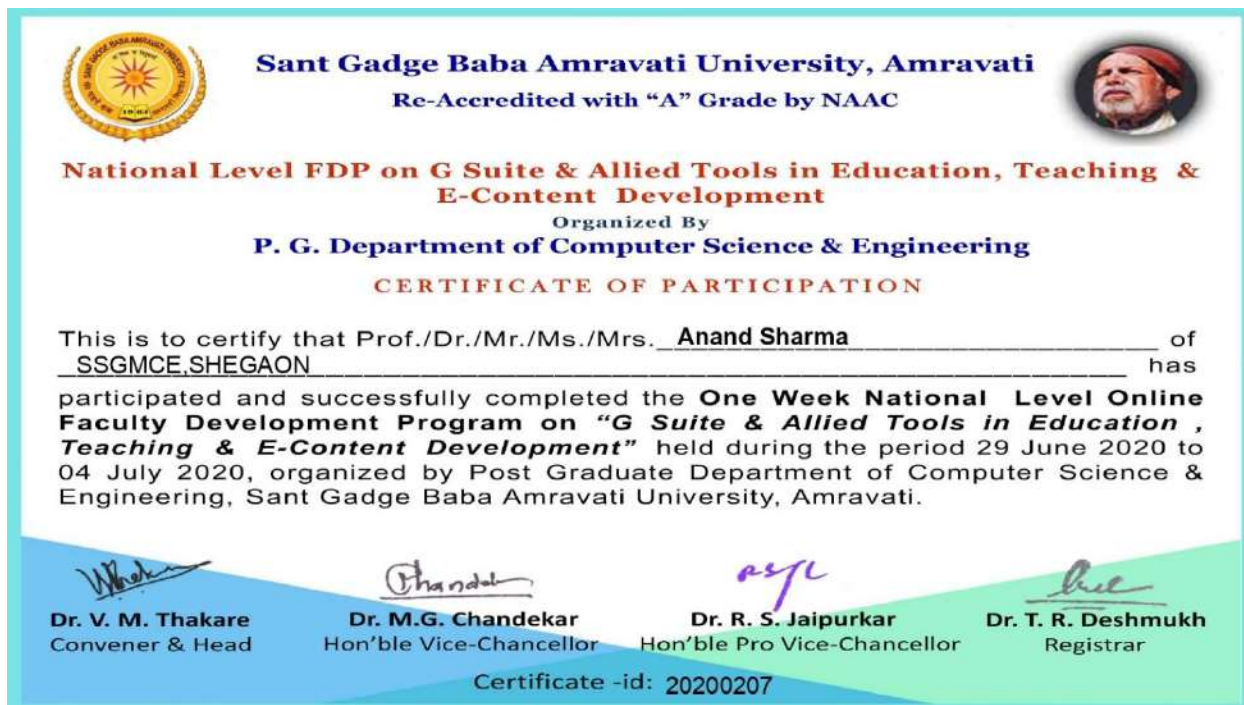 Sant Gadge Baba Amravati University, Amravati
Re-Accredited with “A” Grade by NAAC
National Level FDP on G Suite & Allied Tools in Education, Teaching &
E-Content Development
Organized By
P. G. Department of Computer Science & Engineering
CERTIFICATE OF PARTICIPATION
This is to certify that Prof./Dr./Mr./Ms./Mrs. Anand Sharma of
SSGMCE,SHEGAON has
participated and successfully completed the One Week National Level Online
Faculty Development Program on “G Suite & Allied Tools in Education ,
Teaching & E-Content Development” held during the period 29 June 2020 to
04 July 2020, organized by Post Graduate Department of Computer Science &
Engineering, Sant Gadge Baba Amravati University, Amravati.
Dr. V. M. Thakare Dr. M.G. Chandekar Dr. R. S. Jaipurkar Dr. T. R. Deshmukh
Convener & Head Hon’ble Vice-Chancellor Hon’ble Pro Vice-Chancellor Registrar
Certificate -id: 20200207